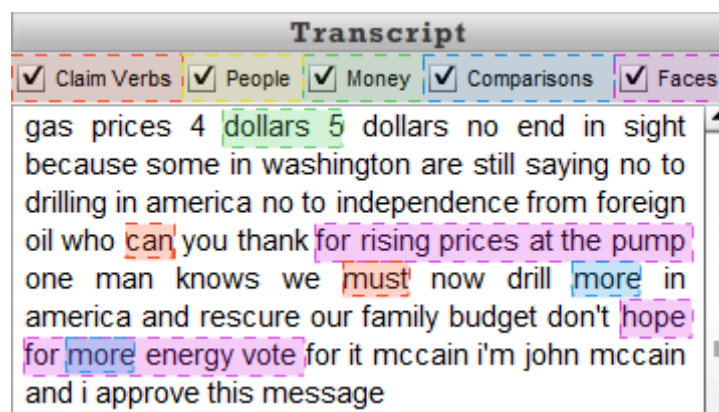 Transcript
Claim Verbs People Money Comparisons Faces
gas prices 4 dollars 5 dollars no end in sight
because some in washington are still saying no to
drilling in america no to independence from foreign
oil who can you thank for rising prices at the pump
one man knows we must now drill more in
america and rescure our family budget don't hope
for more energy vote for it mccain i'm john mccain
and i approve this message